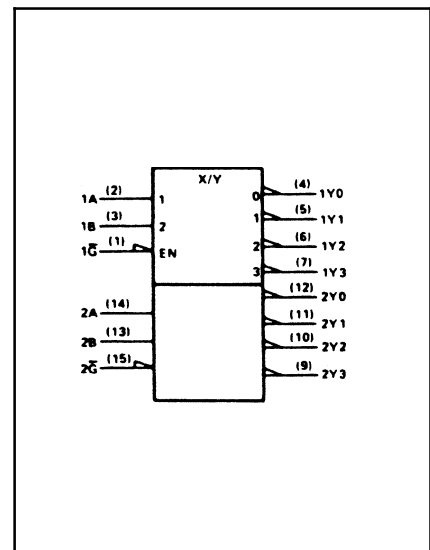 X/Y
1A (2) 1 0 (4) 1Y0
1B (3) 2 1 (5) 1Y1
1G̅ (1) EN 2 (6) 1Y2
3 (7) 1Y3
2A (14) (12) 2Y0
2B (13) (11) 2Y1
2G̅ (15) (10) 2Y2
(9) 2Y3